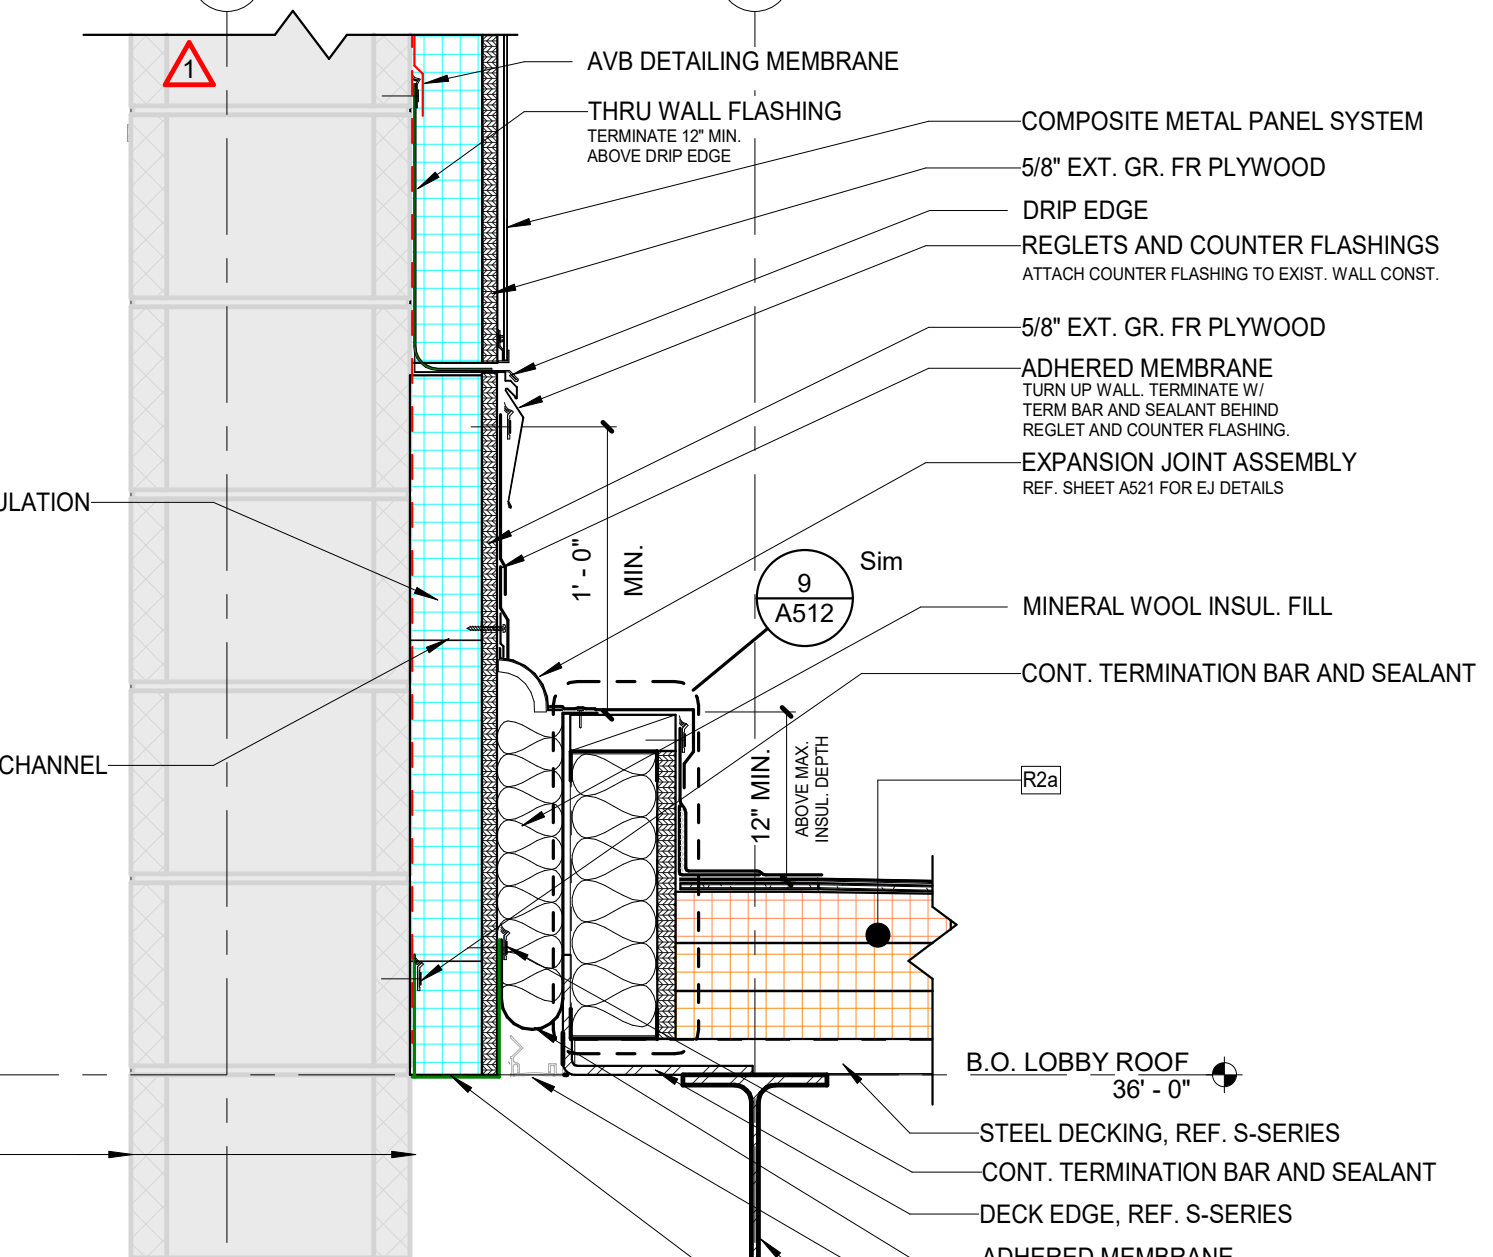 1
AVB DETAILING MEMBRANE
THRU WALL FLASHING
TERMINATE 12" MIN.
ABOVE DRIP EDGE
COMPOSITE METAL PANEL SYSTEM
5/8" EXT. GR. FR PLYWOOD
DRIP EDGE
REGLETS AND COUNTER FLASHINGS
ATTACH COUNTER FLASHING TO EXIST. WALL CONST.
5/8" EXT. GR. FR PLYWOOD
ADHERED MEMBRANE
TURN UP WALL. TERMINATE W/
TERM BAR AND SEALANT BEHIND
REGLET AND COUNTER FLASHING.
EXPANSION JOINT ASSEMBLY
REF. SHEET A521 FOR EJ DETAILS
ULATION
1' - 0"
MIN.
9
A512
Sim
MINERAL WOOL INSUL. FILL
CONT. TERMINATION BAR AND SEALANT
CHANNEL
12" MIN.
ABOVE MAX.
INSUL. DEPTH
R2a
B.O. LOBBY ROOF
36' - 0"
STEEL DECKING, REF. S-SERIES
CONT. TERMINATION BAR AND SEALANT
DECK EDGE, REF. S-SERIES
ADHERED MEMBRANE